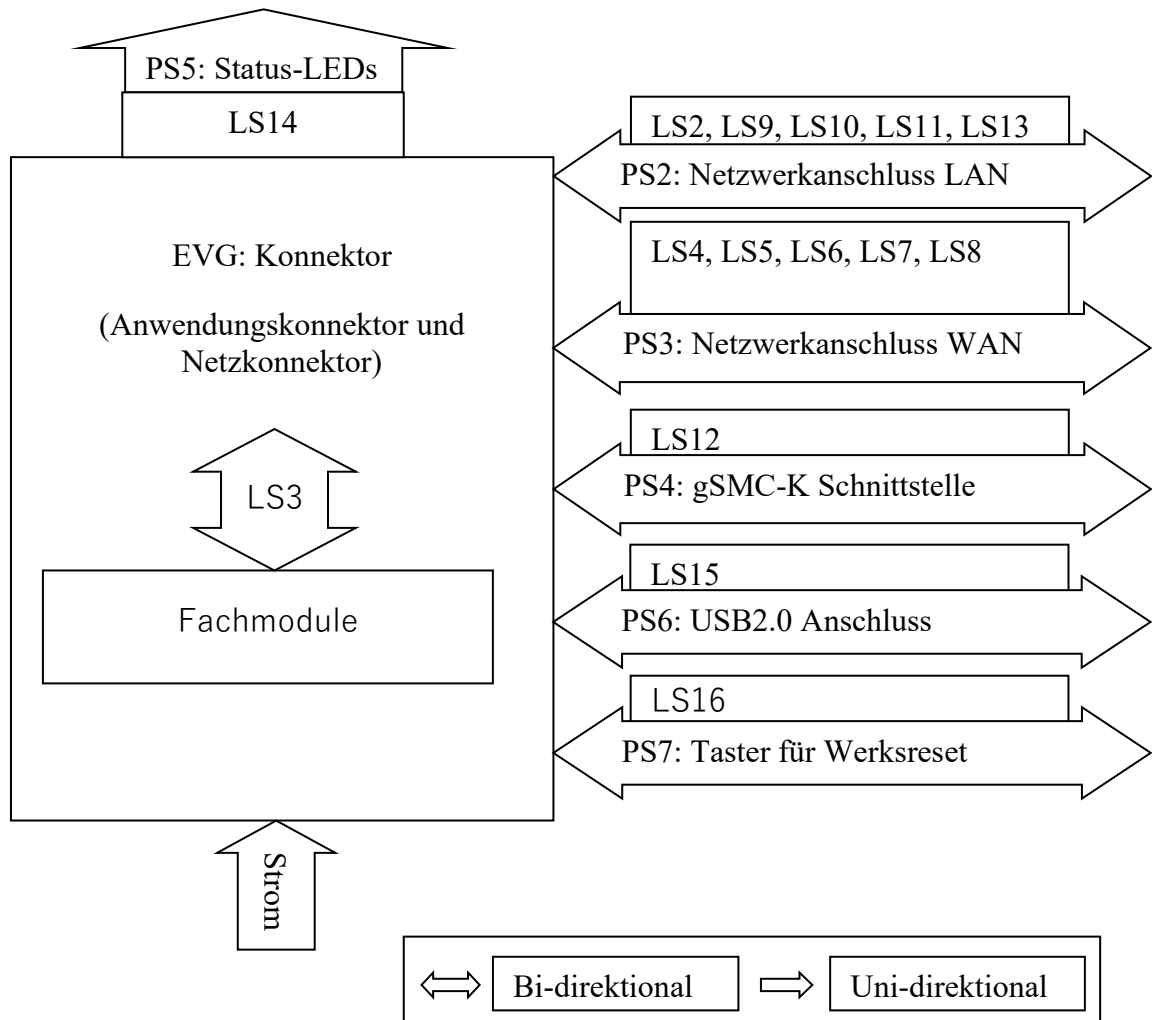 PS5: Status-LEDs
LS14
EVG: Konnektor
(Anwendungskonnektor und
Netzkonnektor)
LS3
Fachmodule
Strom
LS2, LS9, LS10, LS11, LS13
PS2: Netzwerkanschluss LAN
LS4, LS5, LS6, LS7, LS8
PS3: Netzwerkanschluss WAN
LS12
PS4: gSMC-K Schnittstelle
LS15
PS6: USB2.0 Anschluss
LS16
PS7: Taster für Werksreset
Bi-direktional
Uni-direktional